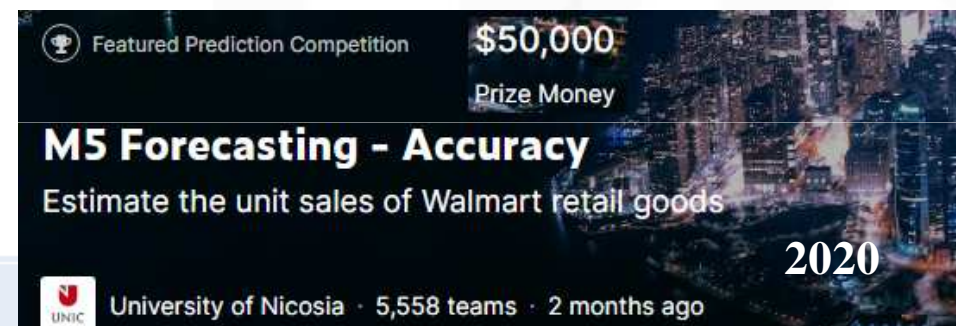 Featured Prediction Competition
$50,000
Prize Money
M5 Forecasting - Accuracy
Estimate the unit sales of Walmart retail goods
2020
UNIC
University of Nicosia · 5,558 teams · 2 months ago